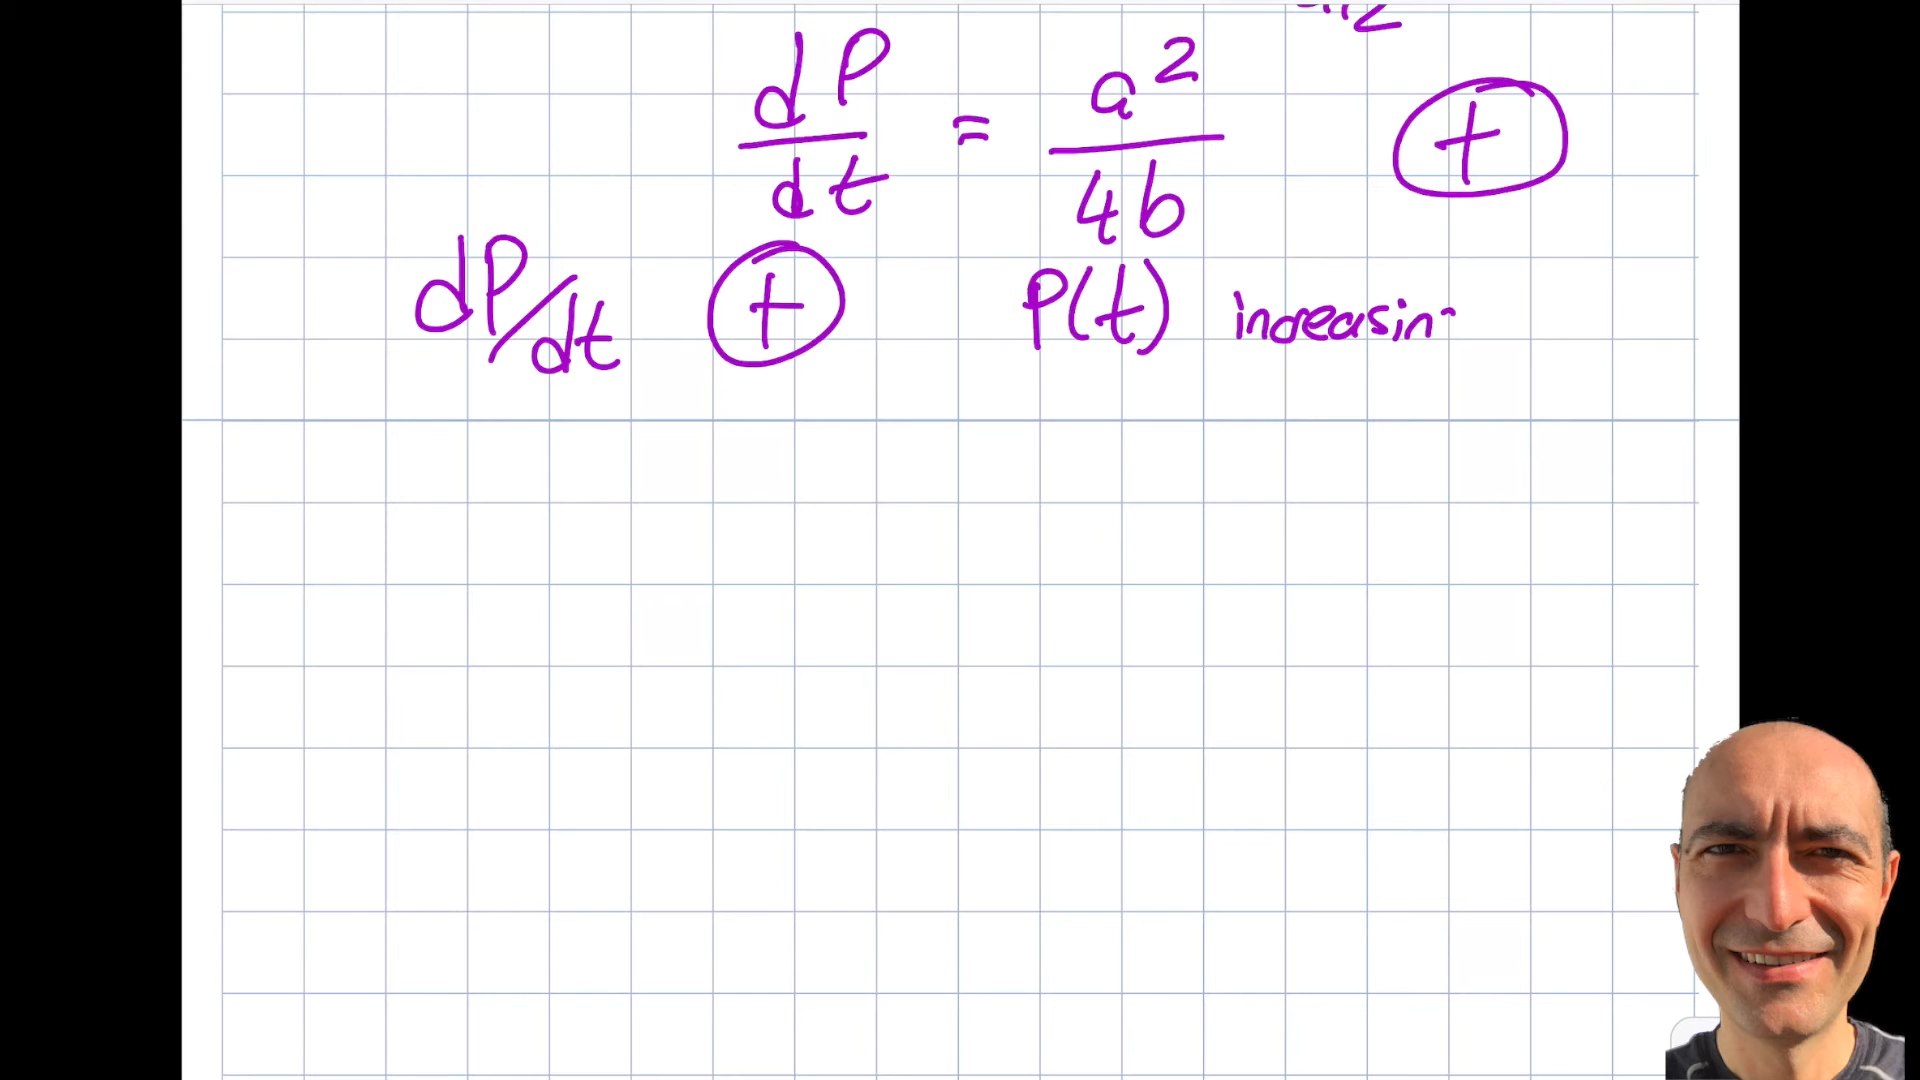 dP/dt = a²/4b +
dP/dt + P(t) increasin